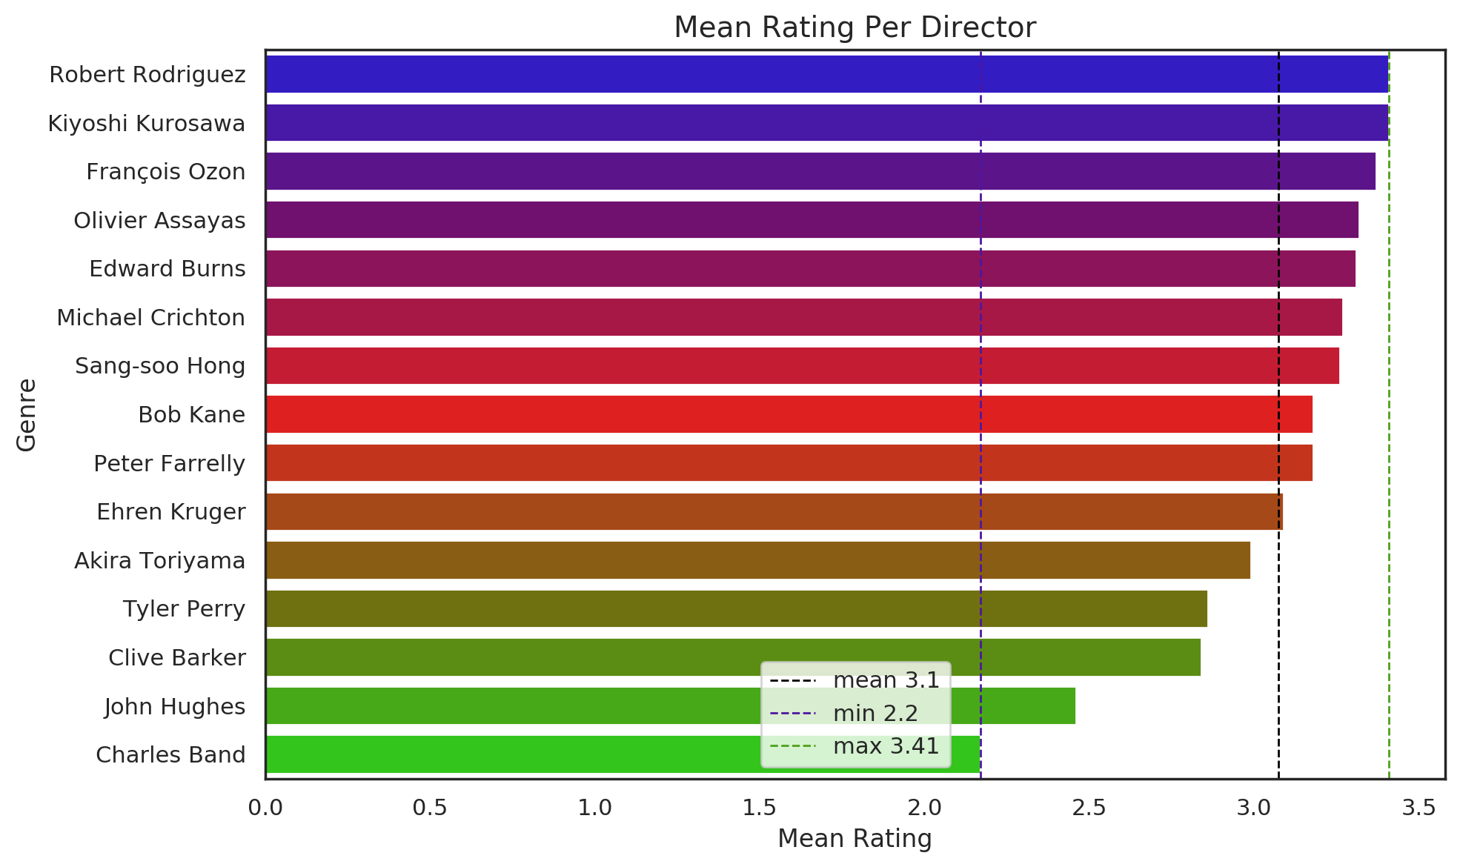 Mean Rating Per Director
Robert Rodriguez
Kiyoshi Kurosawa
François Ozon
Olivier Assayas
Edward Burns
Michael Crichton
Sang-soo Hong
Bob Kane
Peter Farrelly
Ehren Kruger
Akira Toriyama
Tyler Perry
Clive Barker
John Hughes
Charles Band
Genre
mean 3.1
min 2.2
max 3.41
0.0 0.5 1.0 1.5 2.0 2.5 3.0 3.5
Mean Rating